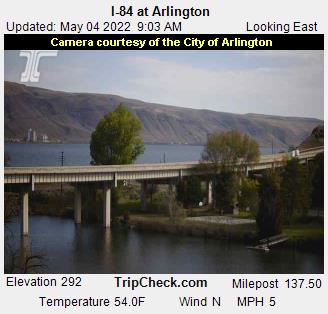 I-84 at Arlington
Updated: May 04 2022 9:03 AM Looking East
Camera courtesy of the City of Arlington
Elevation 292 TripCheck.com Milepost 137.50
Temperature 54.0F Wind N MPH 5